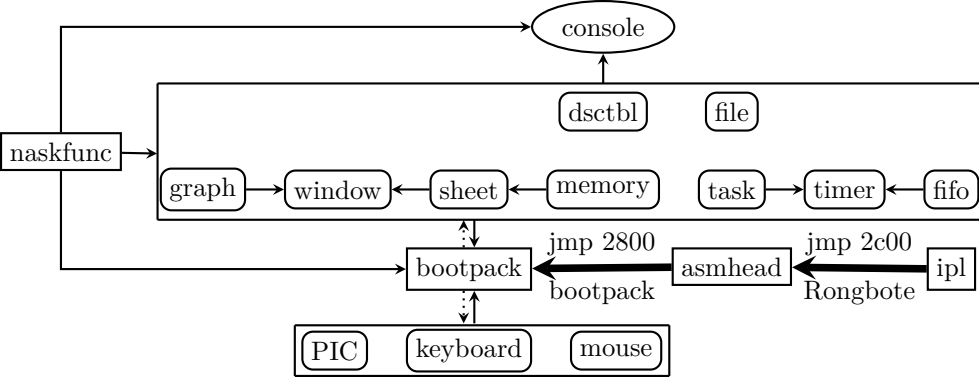 console
dsctbl file
naskfunc
graph window sheet memory task timer fifo
jmp 2800 jmp 2c00
bootpack asmhead ipl
bootpack Rongbote
PIC keyboard mouse